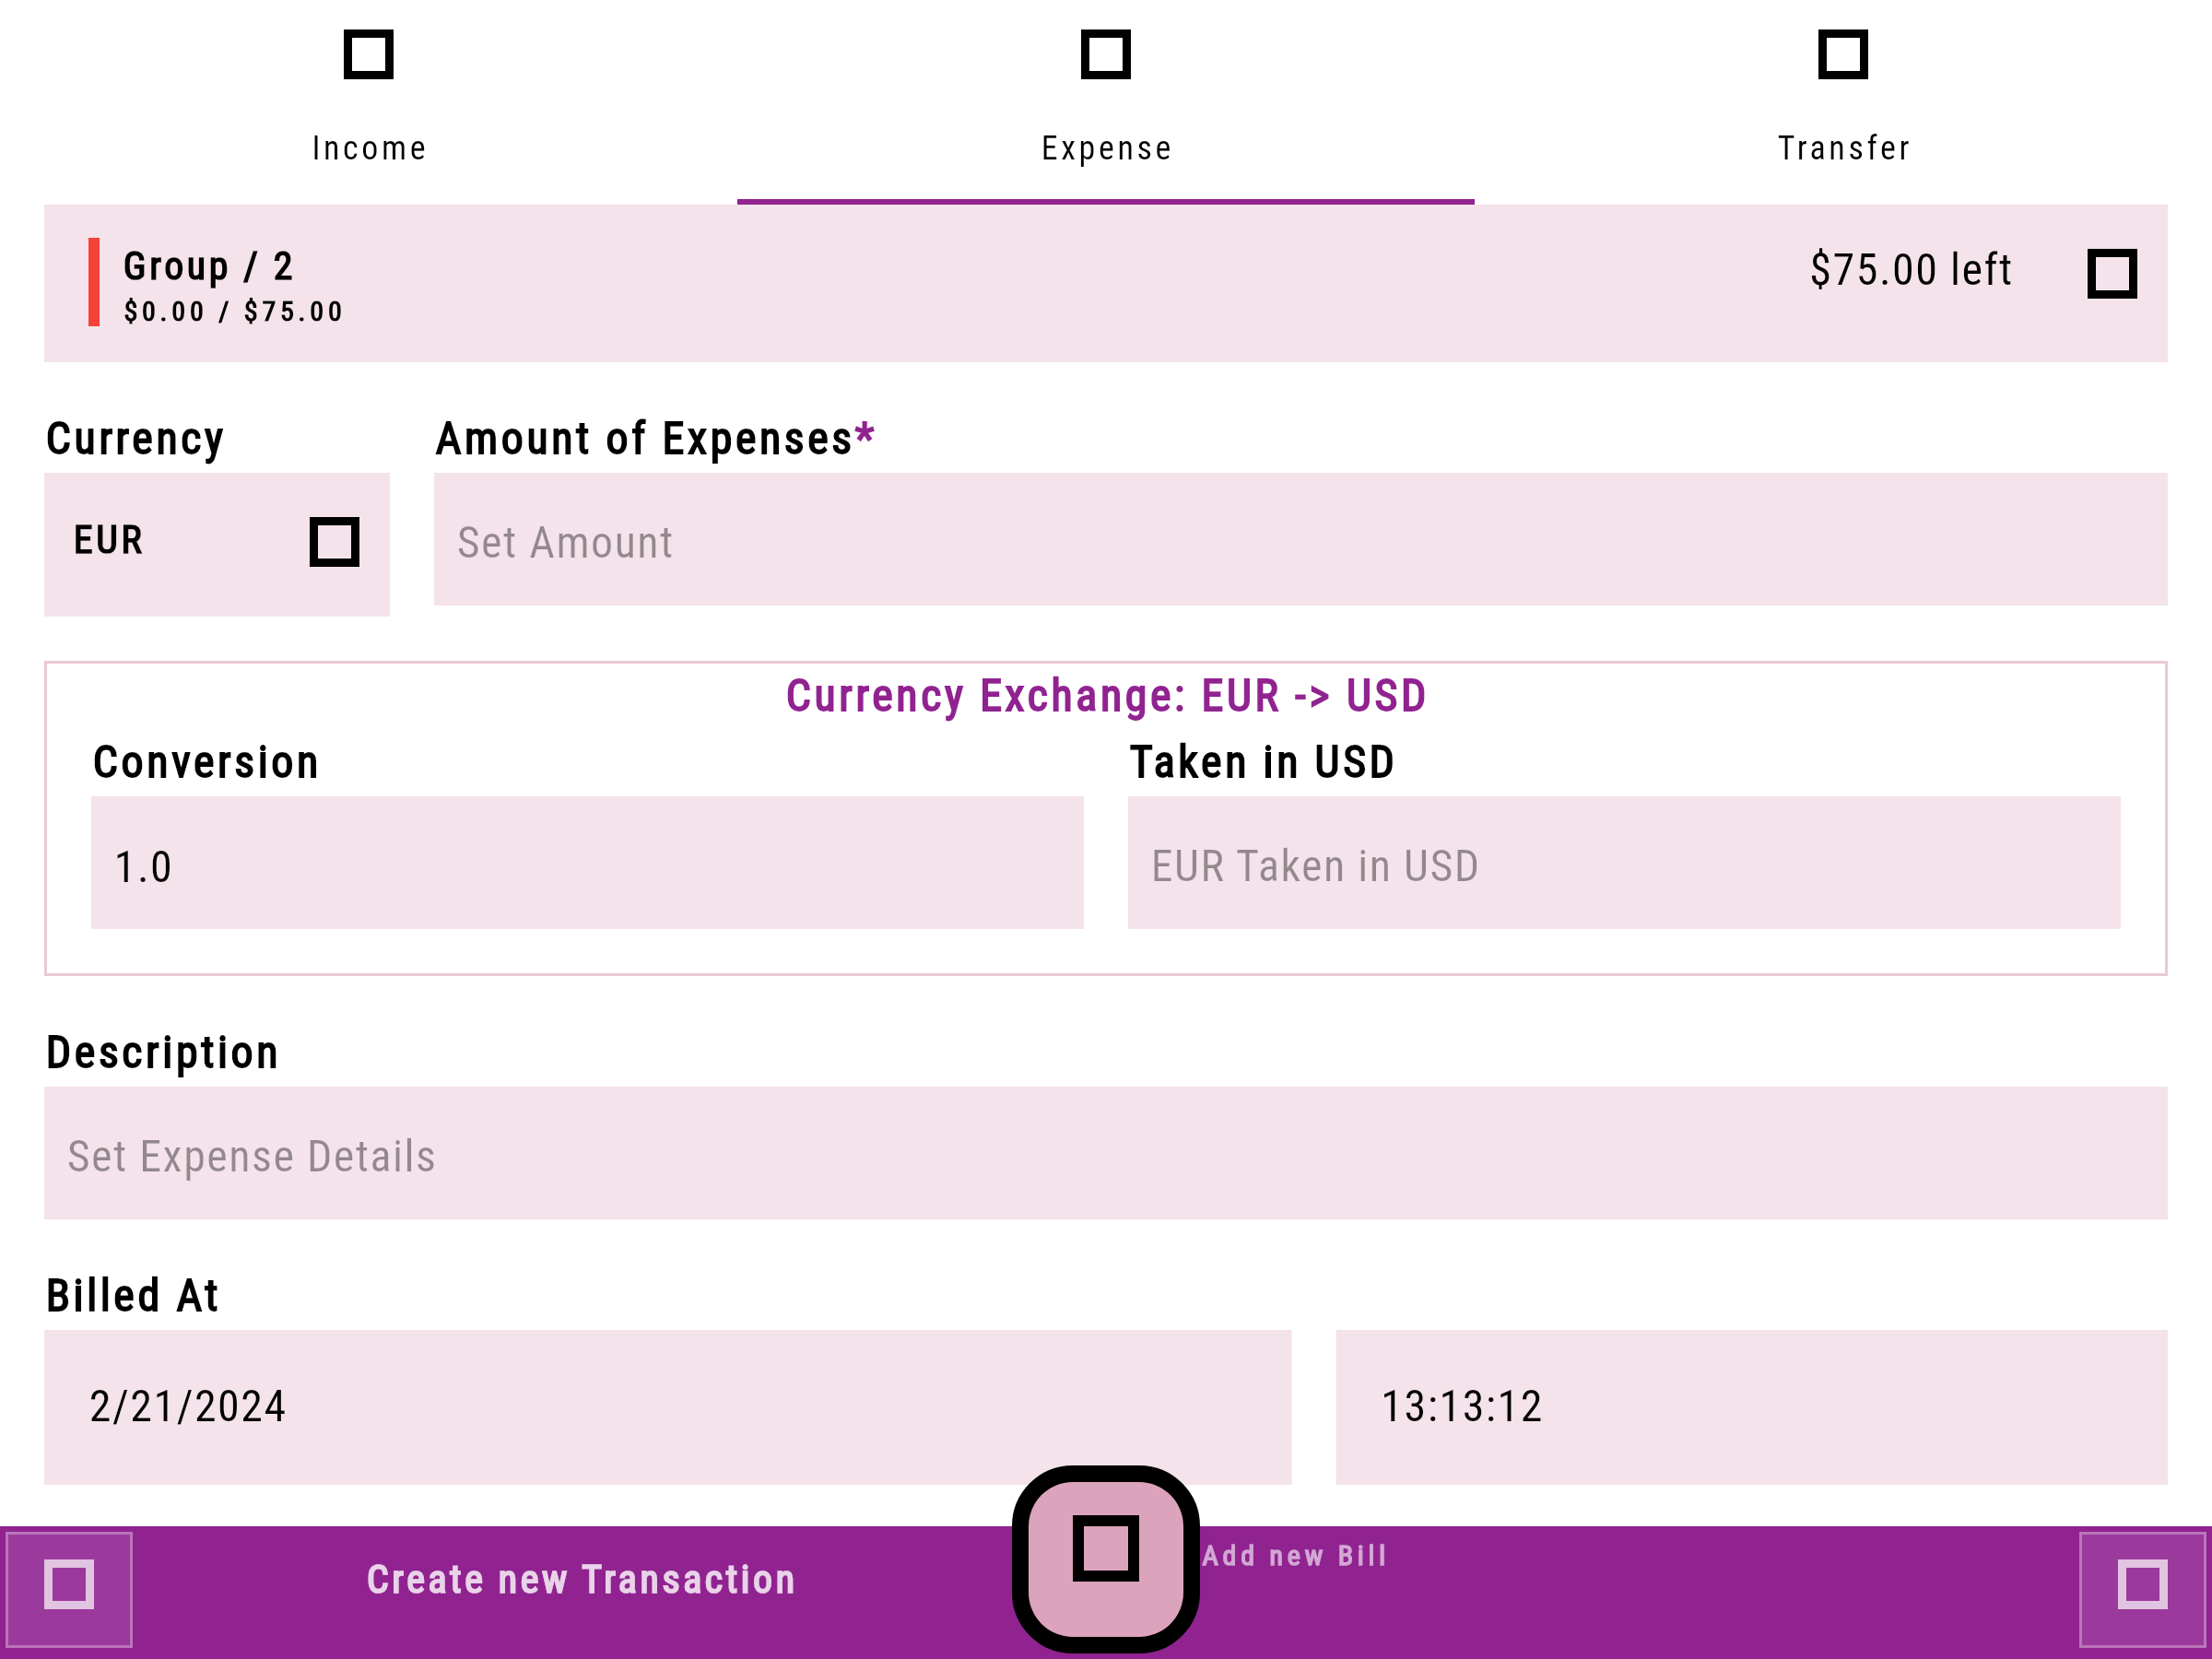 Income
Expense
Transfer
Group / 2
$0.00 / $75.00
$75.00 left
Currency
Amount of Expenses*
EUR
Set Amount
Currency Exchange: EUR -> USD
Conversion
Taken in USD
1.0
EUR Taken in USD
Description
Set Expense Details
Billed At
2/21/2024
13:13:12
Create new Transaction
Add new Bill